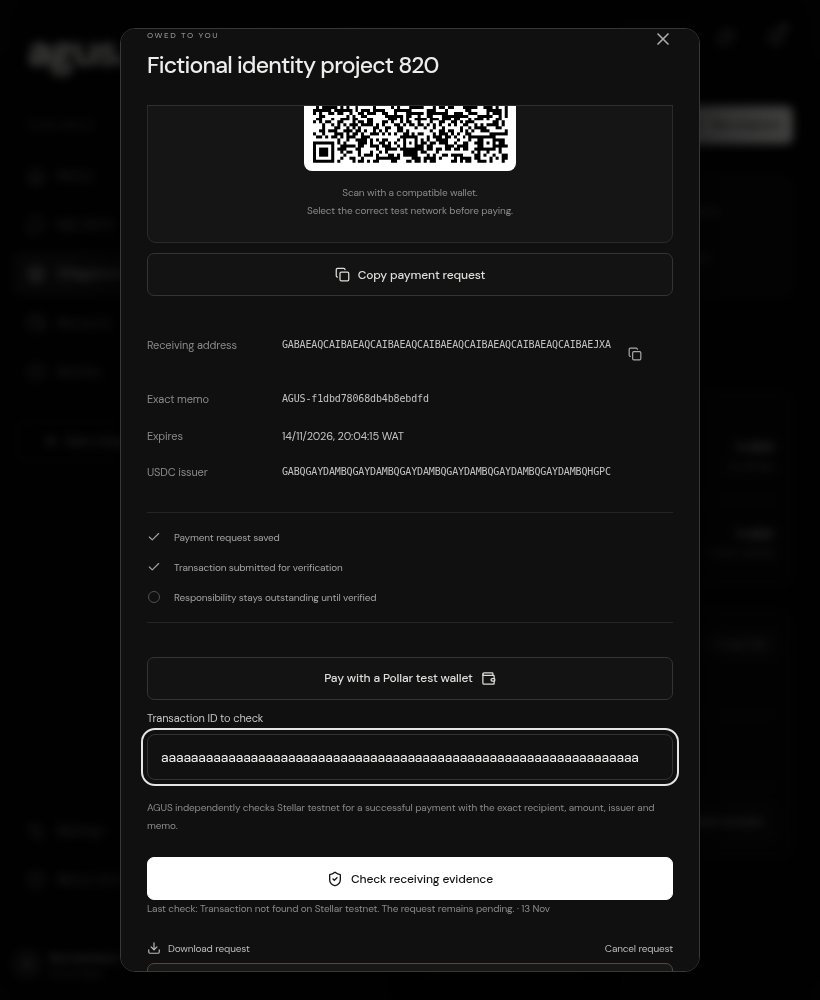 OWED TO YOU
Fictional identity project 820
Scan with a compatible wallet.
Select the correct test network before paying.
Copy payment request
Receiving address GABAEAQCAIBAEAQCAIBAEAQCAIBAEAQCAIBAEAQCAIBAEAQCAIBAEJXA
Exact memo AGUS-f1dbd78068db4b8ebdfd
Expires 14/11/2026, 20:04:15 WAT
USDC issuer GABQGAYDAMBQGAYDAMBQGAYDAMBQGAYDAMBQGAYDAMBQGAYDAMBQHGPC
Payment request saved
Transaction submitted for verification
Responsibility stays outstanding until verified
Pay with a Pollar test wallet
Transaction ID to check
aaaaaaaaaaaaaaaaaaaaaaaaaaaaaaaaaaaaaaaaaaaaaaaaaaaaaaaaaaaaaaaa
AGUS independently checks Stellar testnet for a successful payment with the exact recipient, amount, issuer and
memo.
Check receiving evidence
Last check: Transaction not found on Stellar testnet. The request remains pending. · 13 Nov
Download request Cancel request